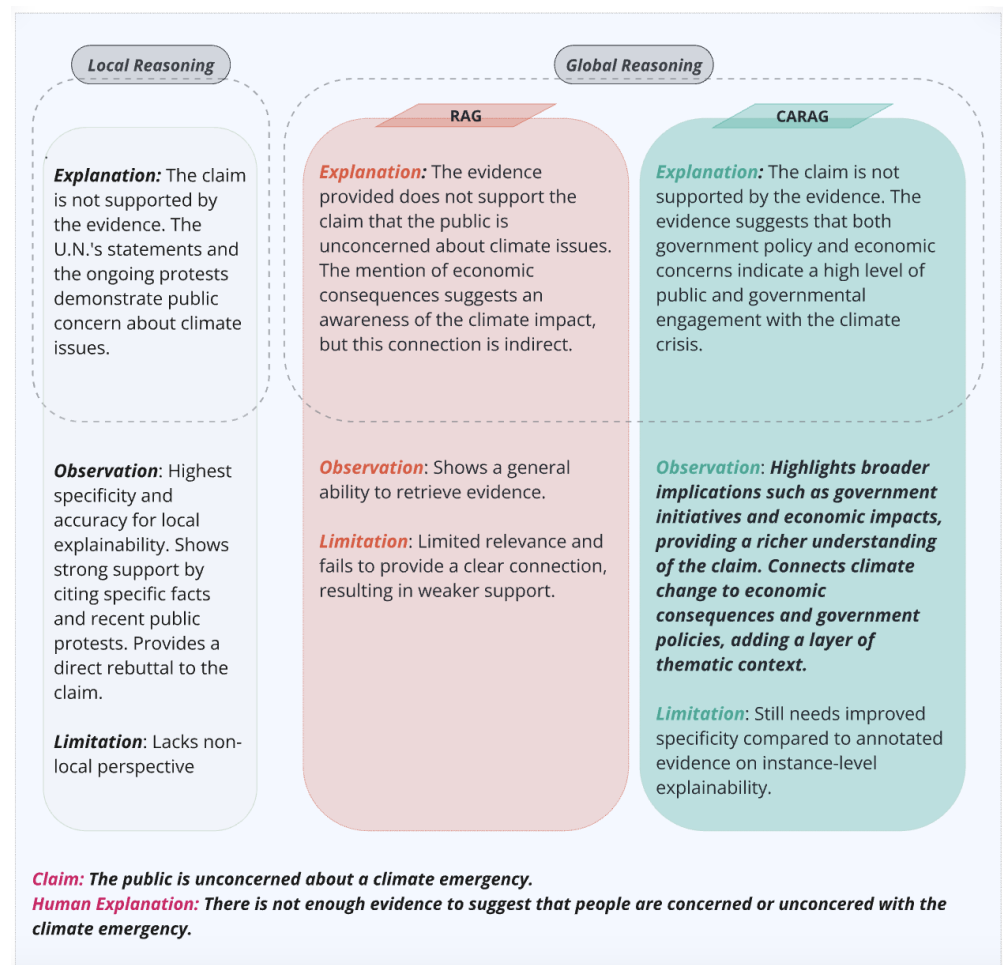 Local Reasoning
Global Reasoning
Explanation: The claim
is not supported by
the evidence. The
U.N.'s statements and
the ongoing protests
demonstrate public
concern about climate
issues.
Observation: Highest
specificity and
accuracy for local
explainability. Shows
strong support by
citing specific facts
and recent public
protests. Provides a
direct rebuttal to the
claim.
Limitation: Lacks non-
local perspective
RAG
Explanation: The evidence
provided does not support the
claim that the public is
unconcerned about climate issues.
The mention of economic
consequences suggests an
awareness of the climate impact,
but this connection is indirect.
Observation: Shows a general
ability to retrieve evidence.
Limitation: Limited relevance and
fails to provide a clear connection,
resulting in weaker support.
CARAG
Explanation: The claim is not
supported by the evidence. The
evidence suggests that both
government policy and economic
concerns indicate a high level of
public and governmental
engagement with the climate
crisis.
Observation: Highlights broader
implications such as government
initiatives and economic impacts,
providing a richer understanding
of the claim. Connects climate
change to economic
consequences and government
policies, adding a layer of
thematic context.
Limitation: Still needs improved
specificity compared to annotated
evidence on instance-level
explainability.
Claim: The public is unconcerned about a climate emergency.
Human Explanation: There is not enough evidence to suggest that people are concerned or unconcered with the
climate emergency.